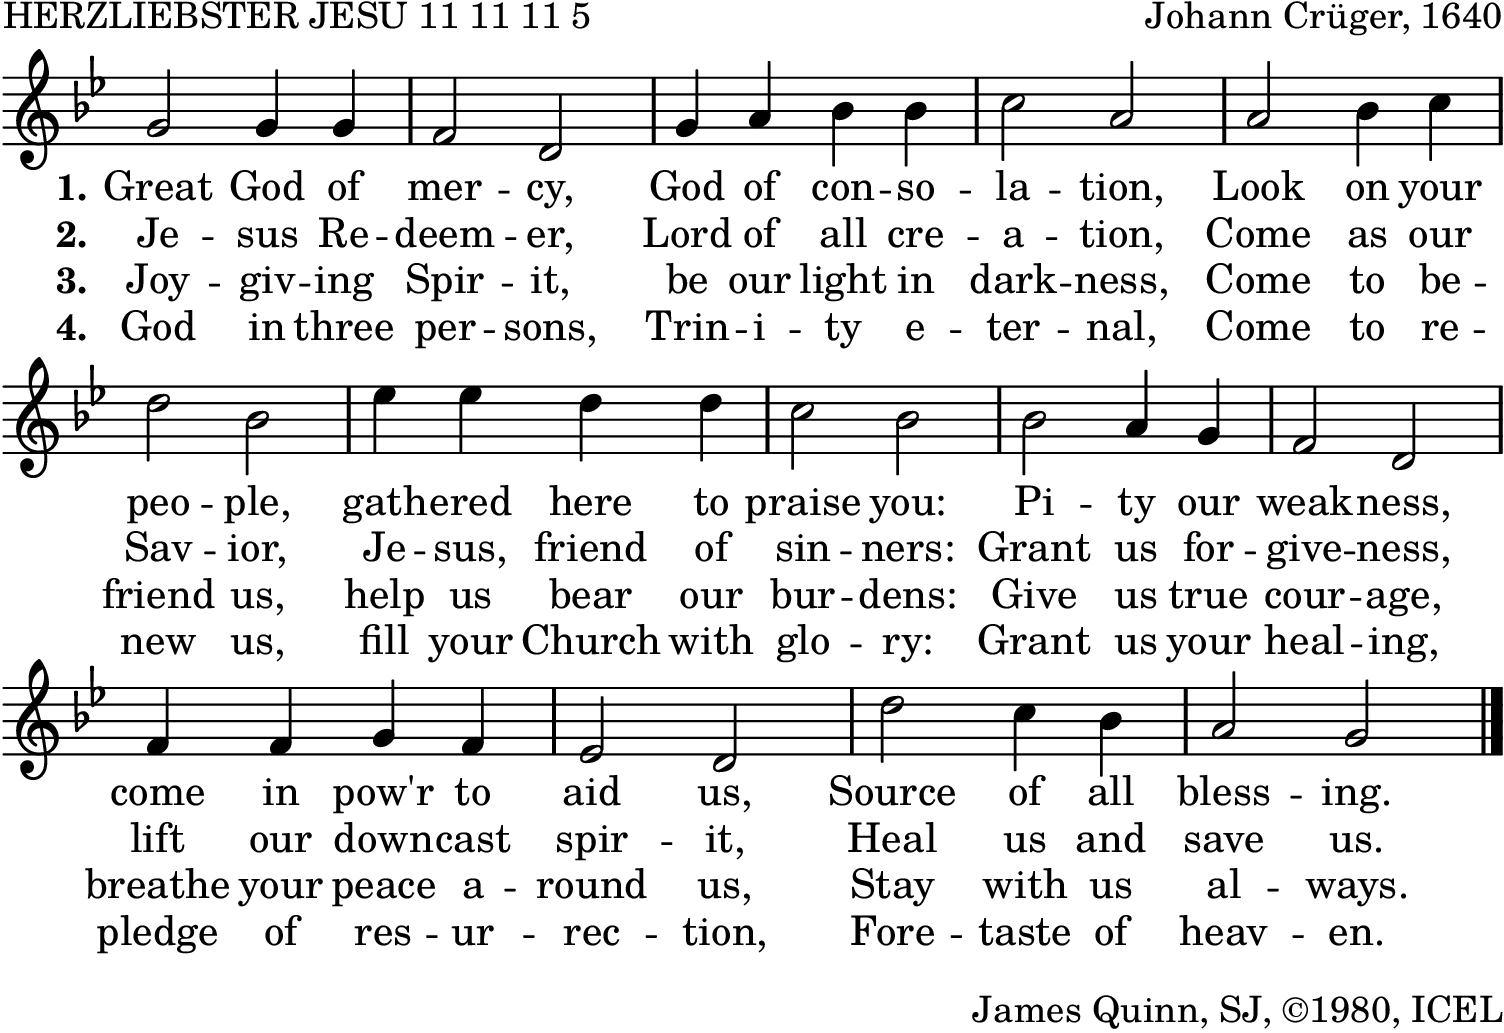 HERZLIEBSTER JESU 11 11 11 5
Johann Crüger, 1640
1. Great God of mer - cy, God of con - so - la - tion, Look on your
2. Je - sus Re - deem - er, Lord of all cre - a - tion, Come as our
3. Joy - giv - ing Spir - it, be our light in dark - ness, Come to be -
4. God in three per - sons, Trin - i - ty e - ter - nal, Come to re -
peo - ple, gathered here to praise you: Pi - ty our weakness,
Sav - ior, Je - sus, friend of sin - ners: Grant us for - give - ness,
friend us, help us bear our bur - dens: Give us true cour - age,
new us, fill your Church with glo - ry: Grant us your heal - ing,
come in pow'r to aid us, Source of all bless - ing.
lift our downcast spir - it, Heal us and save us.
breathe your peace a - round us, Stay with us al - ways.
pledge of res - ur - rec - tion, Fore - taste of heav - en.
James Quinn, SJ, ©1980, ICEL